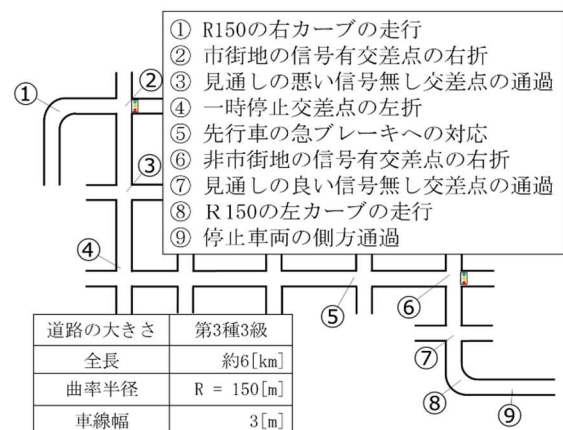 ① R150の右カーブの走行
② 市街地の信号有交差点の右折
③ 見通しの悪い信号無し交差点の通過
④ 一時停止交差点の左折
⑤ 先行車の急ブレーキへの対応
⑥ 非市街地の信号有交差点の右折
⑦ 見通しの良い信号無し交差点の通過
⑧ Ｒ150の左カーブの走行
⑨ 停止車両の側方通過
①
②
③
④
⑤
⑥
⑦
⑧
⑨
道路の大きさ 第3種3級
全長 約6[km]
曲率半径 R = 150[m]
車線幅 3[m]